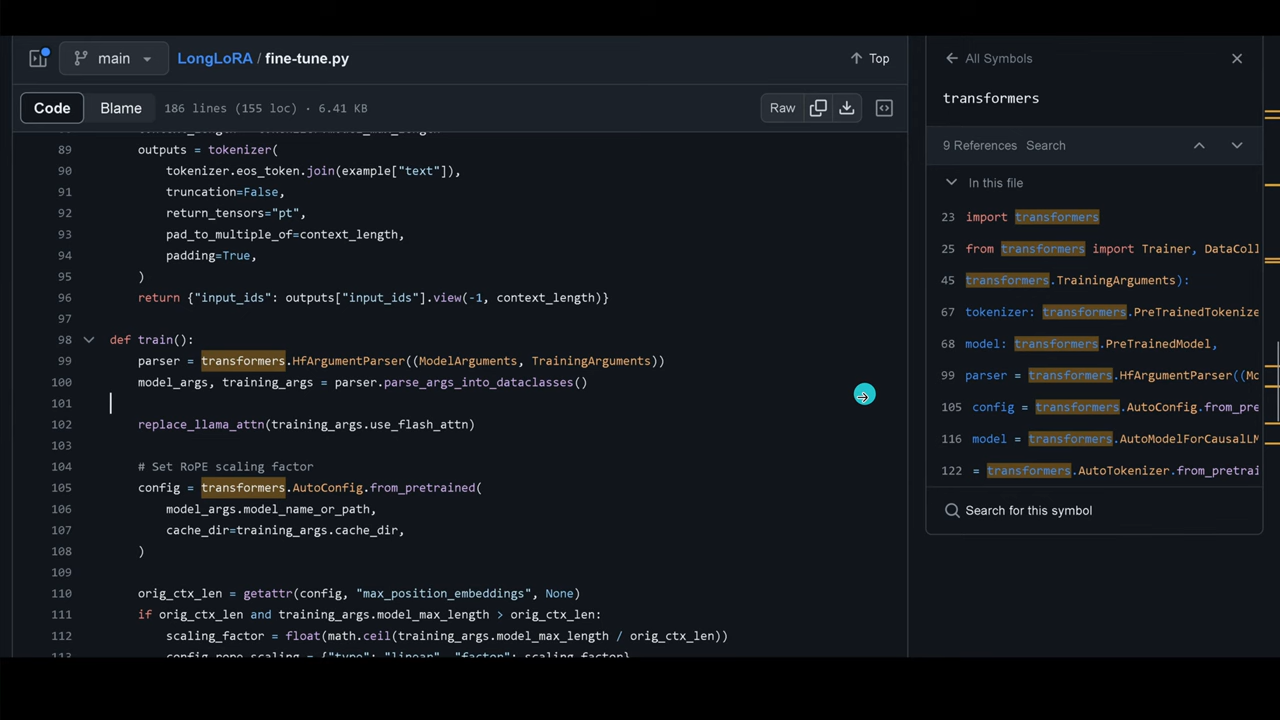 main
LongLoRA / fine-tune.py
Top
Code
Blame
186 lines (155 loc) · 6.41 KB
Raw
89 outputs = tokenizer(
90 tokenizer.eos_token.join(example["text"]),
91 truncation=False,
92 return_tensors="pt",
93 pad_to_multiple_of=context_length,
94 padding=True,
95 )
96 return {"input_ids": outputs["input_ids"].view(-1, context_length)}
97
98 def train():
99 parser = transformers.HfArgumentParser((ModelArguments, TrainingArguments))
100 model_args, training_args = parser.parse_args_into_dataclasses()
101
102 replace_llama_attn(training_args.use_flash_attn)
103
104 # Set RoPE scaling factor
105 config = transformers.AutoConfig.from_pretrained(
106 model_args.model_name_or_path,
107 cache_dir=training_args.cache_dir,
108 )
109
110 orig_ctx_len = getattr(config, "max_position_embeddings", None)
111 if orig_ctx_len and training_args.model_max_length > orig_ctx_len:
112 scaling_factor = float(math.ceil(training_args.model_max_length / orig_ctx_len))
113 config.rope_scaling = {"type": "linear", "factor": scaling_factor}
All Symbols
transformers
9 References Search
In this file
23 import transformers
25 from transformers import Trainer, DataColl
45 transformers.TrainingArguments):
67 tokenizer: transformers.PreTrainedTokenize
68 model: transformers.PreTrainedModel,
99 parser = transformers.HfArgumentParser((Mo
105 config = transformers.AutoConfig.from_pre
116 model = transformers.AutoModelForCausalLM
122 = transformers.AutoTokenizer.from_pretrai
Search for this symbol